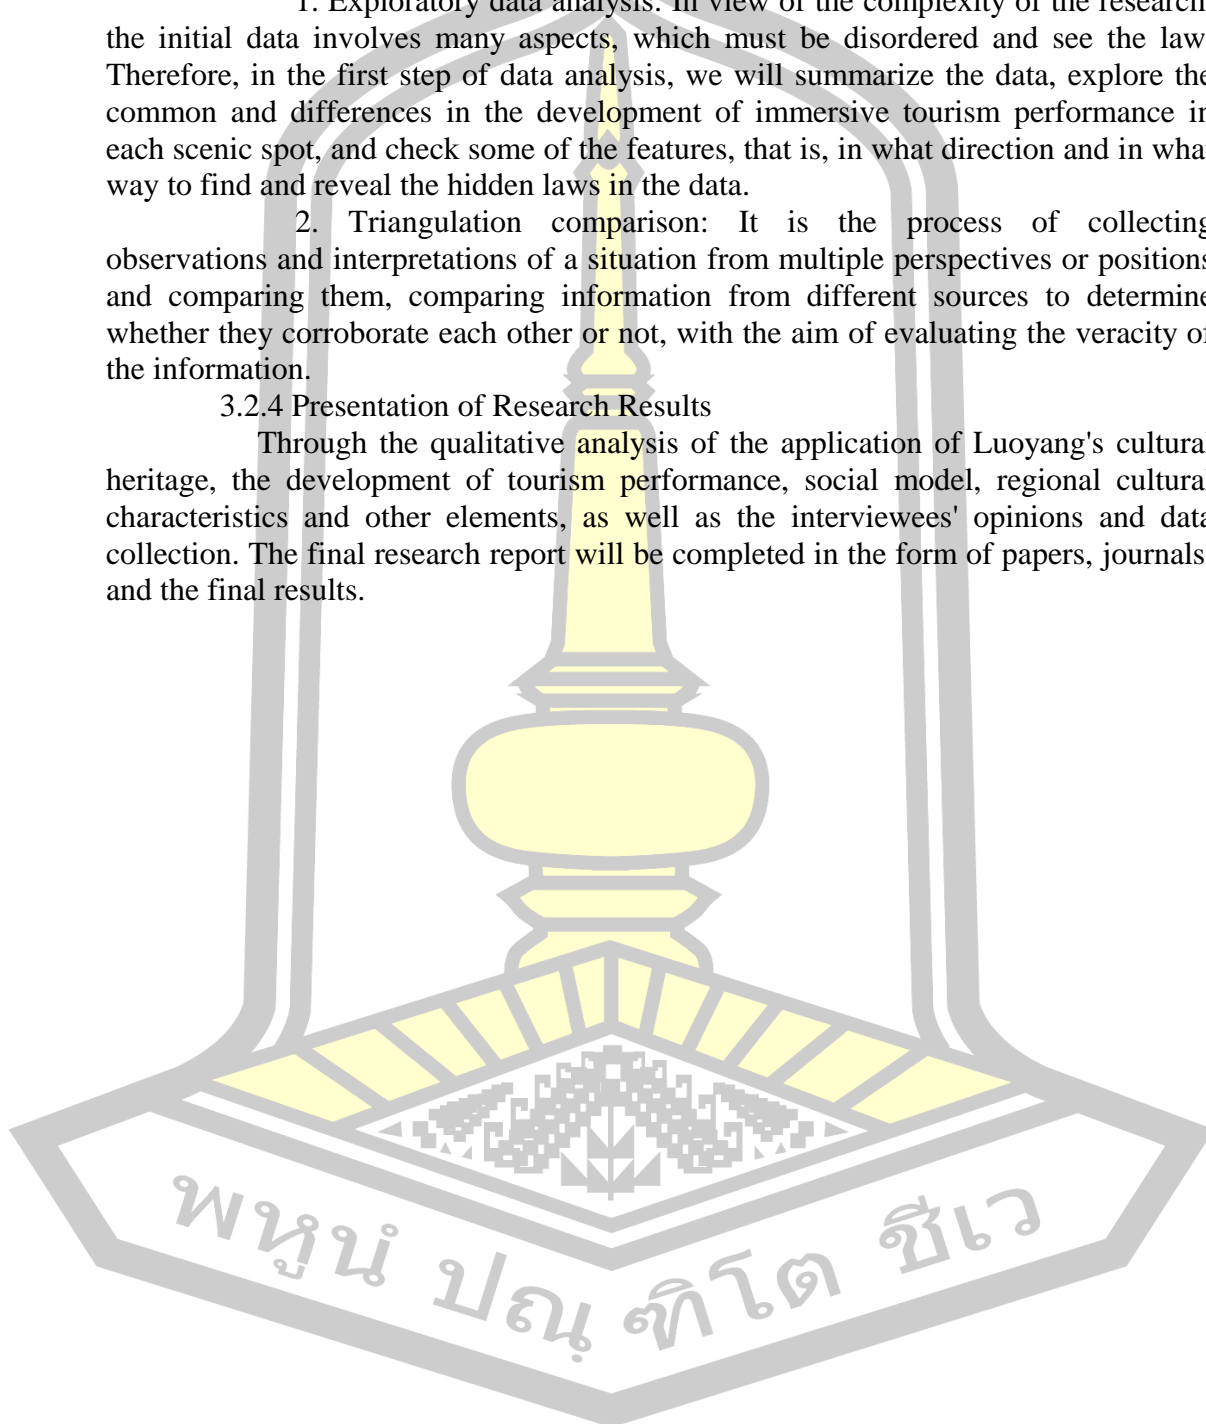 1. Exploratory data analysis: In view of the complexity of the research
the initial data involves many aspects, which must be disordered and see the law
Therefore, in the first step of data analysis, we will summarize the data, explore the
common and differences in the development of immersive tourism performance in
each scenic spot, and check some of the features, that is, in what direction and in what
way to find and reveal the hidden laws in the data.
2. Triangulation comparison: It is the process of collecting
observations and interpretations of a situation from multiple perspectives or positions
and comparing them, comparing information from different sources to determine
whether they corroborate each other or not, with the aim of evaluating the veracity of
the information.
3.2.4 Presentation of Research Results
Through the qualitative analysis of the application of Luoyang's cultural
heritage, the development of tourism performance, social model, regional cultural
characteristics and other elements, as well as the interviewees' opinions and data
collection. The final research report will be completed in the form of papers, journals
and the final results.
พหูนํ ปณฺฑิโต ชีเว